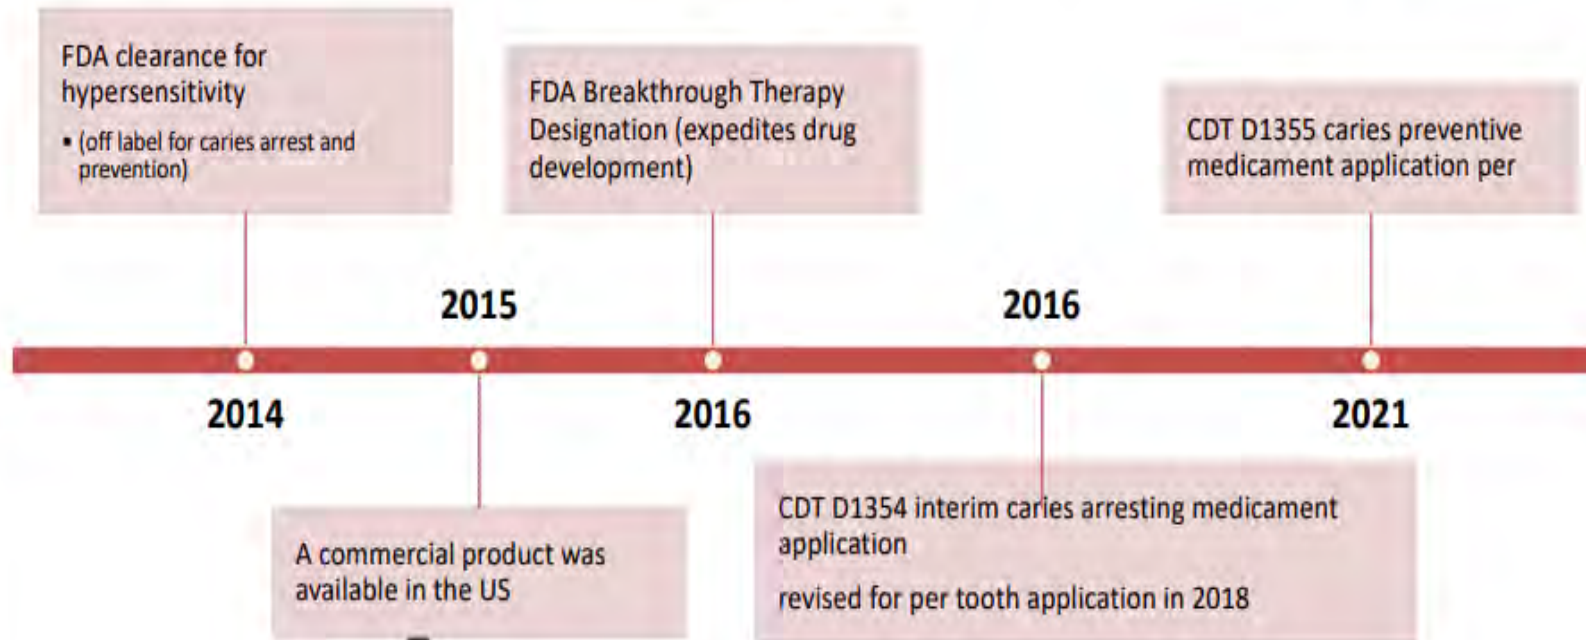 FDA clearance for
hypersensitivity
▪ (off label for caries arrest and
prevention)
FDA Breakthrough Therapy
Designation (expedites drug
development)
CDT D1355 caries preventive
medicament application per
2015
2016
2014
2016
2021
A commercial product was
available in the US
CDT D1354 interim caries arresting medicament
application
revised for per tooth application in 2018